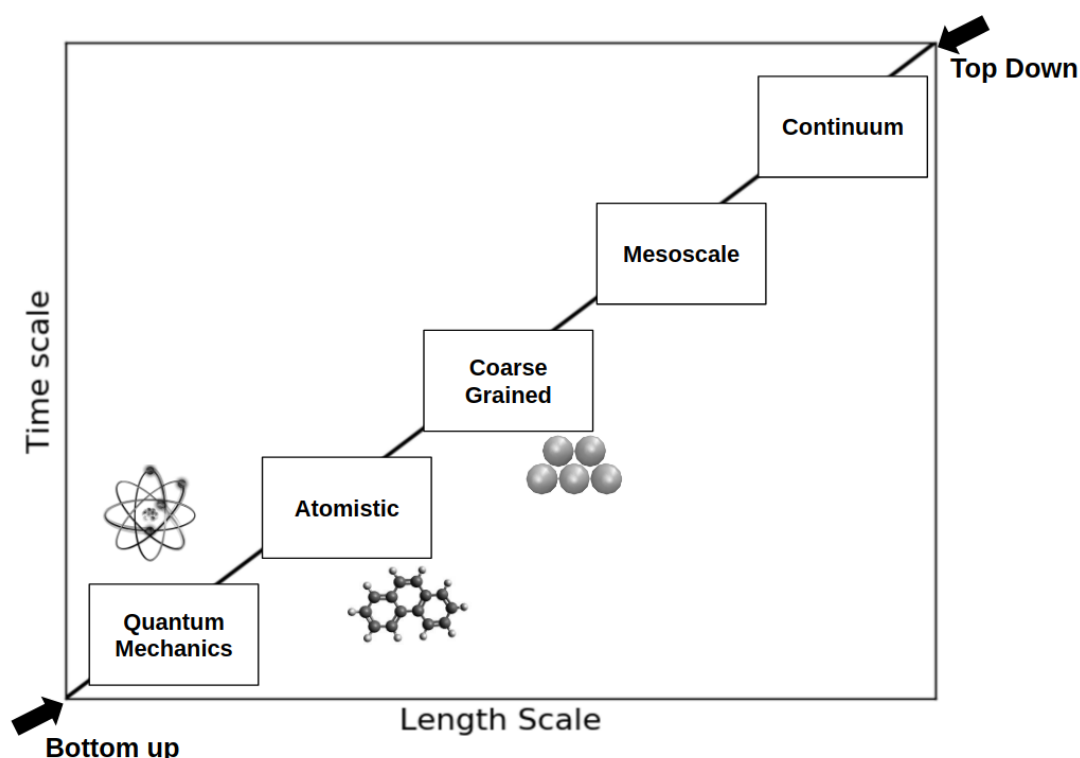 Top Down
Continuum
Mesoscale
Coarse
Grained
Atomistic
Quantum
Mechanics
Time scale
Length Scale
Bottom up